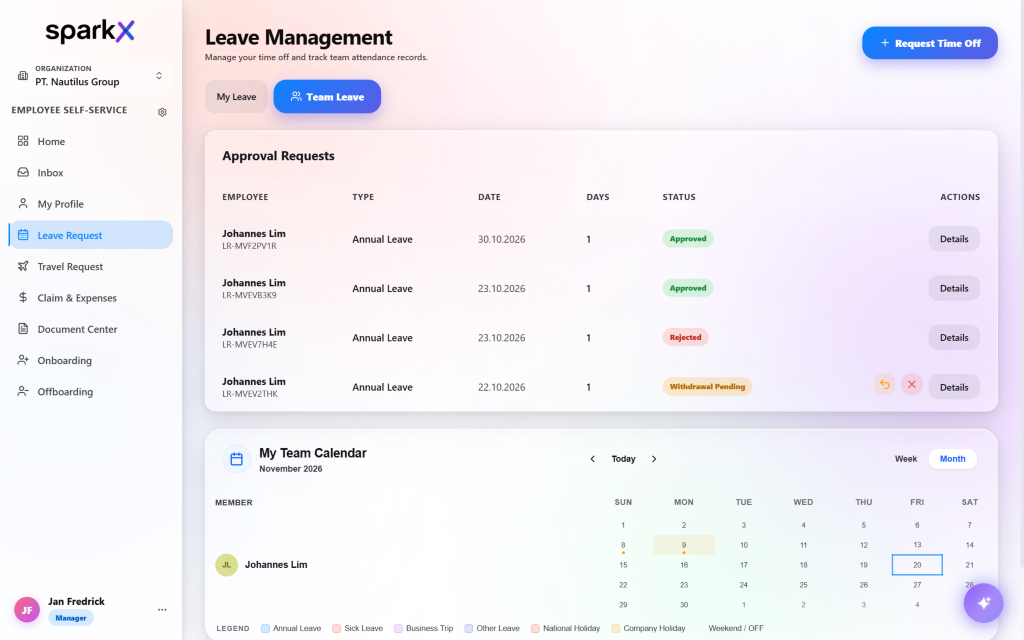 sparkX
ORGANIZATION
PT. Nautilus Group
EMPLOYEE SELF-SERVICE
Home
Inbox
My Profile
Leave Request
Travel Request
Claim & Expenses
Document Center
Onboarding
Offboarding
JF
Jan Fredrick
Manager
Leave Management
Manage your time off and track team attendance records.
Request Time Off
My Leave
Team Leave
Approval Requests
EMPLOYEE TYPE DATE DAYS STATUS ACTIONS
Johannes Lim
LR-MVF2PV1R
Annual Leave 30.10.2026 1 Approved Details
Johannes Lim
LR-MVEVB3K9
Annual Leave 23.10.2026 1 Approved Details
Johannes Lim
LR-MVEV7H4E
Annual Leave 23.10.2026 1 Rejected Details
Johannes Lim
LR-MVEV2THK
Annual Leave 22.10.2026 1 Withdrawal Pending Details
My Team Calendar
November 2026
Today
Week Month
MEMBER SUN MON TUE WED THU FRI SAT
1 2 3 4 5 6 7
8 9 10 11 12 13 14
JL Johannes Lim
15 16 17 18 19 20 21
22 23 24 25 26 27 28
29 30 1 2 3 4
LEGEND Annual Leave Sick Leave Business Trip Other Leave National Holiday Company Holiday Weekend / OFF